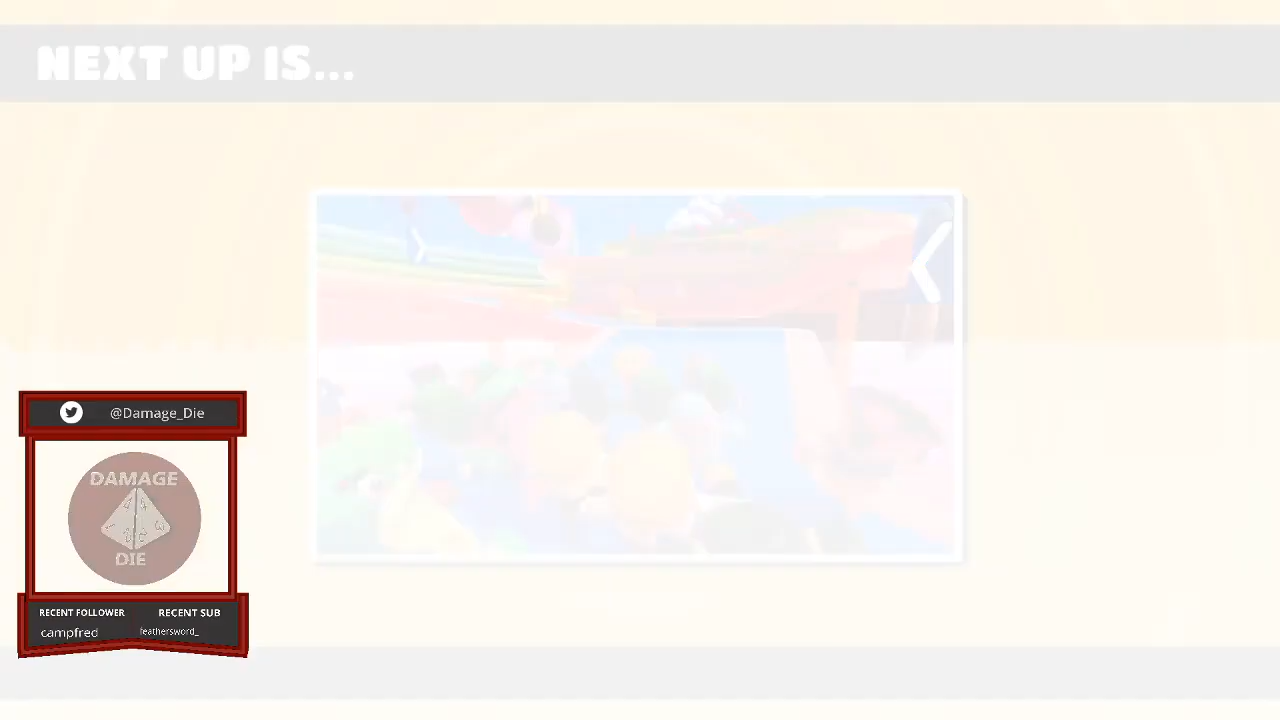 NEXT UP IS...
@Damage_Die
DAMAGE
DIE
RECENT FOLLOWER
RECENT SUB
campfred
feathersword_